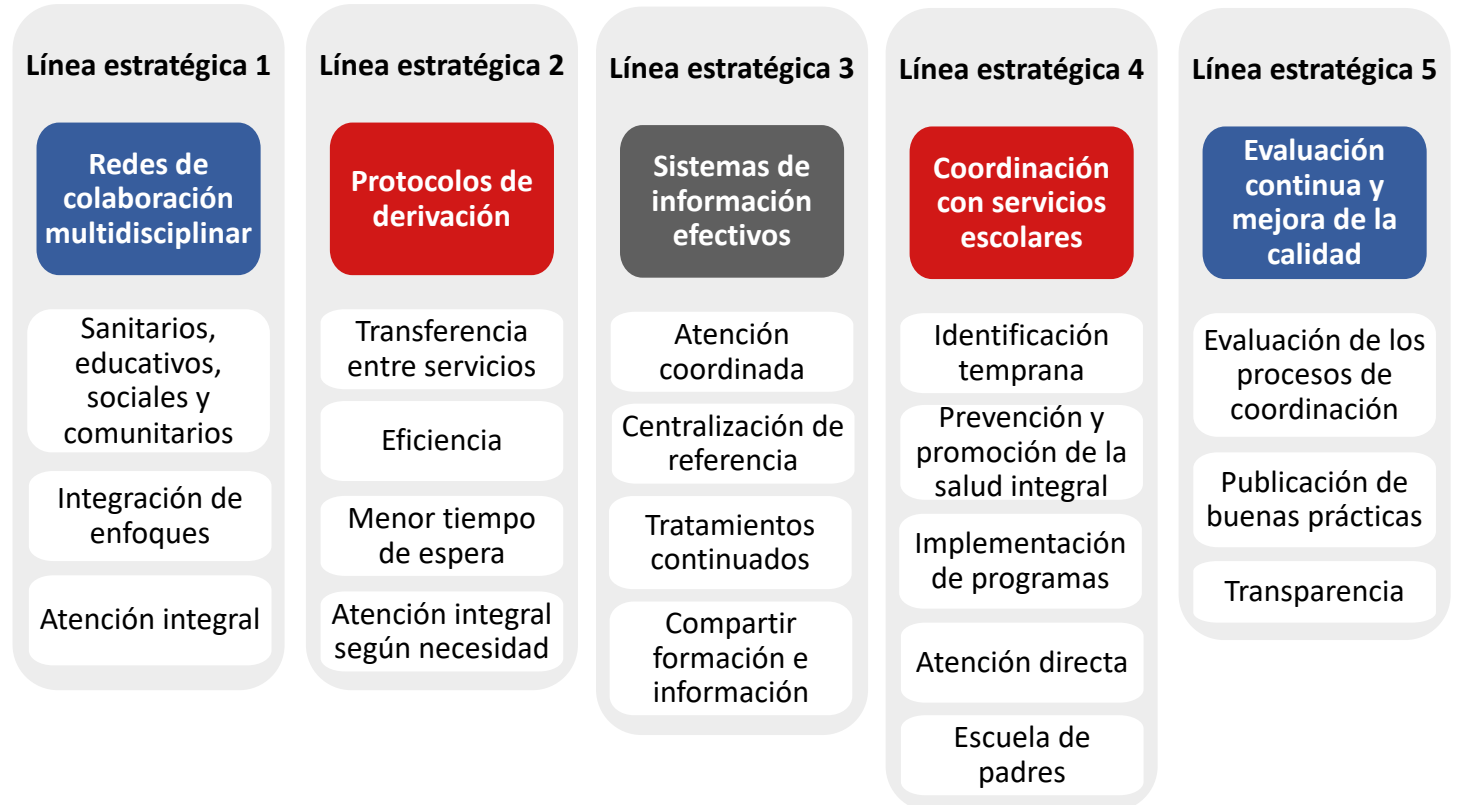 Línea estratégica 1
Redes de
colaboración
multidisciplinar
Sanitarios,
educativos,
sociales y
comunitarios
Integración de
enfoques
Atención integral
Línea estratégica 2
Protocolos de
derivación
Transferencia
entre servicios
Eficiencia
Menor tiempo
de espera
Atención integral
según necesidad
Línea estratégica 3
Sistemas de
información
efectivos
Atención
coordinada
Centralización de
referencia
Tratamientos
continuados
Compartir
formación e
información
Línea estratégica 4
Coordinación
con servicios
escolares
Identificación
temprana
Prevención y
promoción de la
salud integral
Implementación
de programas
Atención directa
Escuela de
padres
Línea estratégica 5
Evaluación
continua y
mejora de la
calidad
Evaluación de los
procesos de
coordinación
Publicación de
buenas prácticas
Transparencia